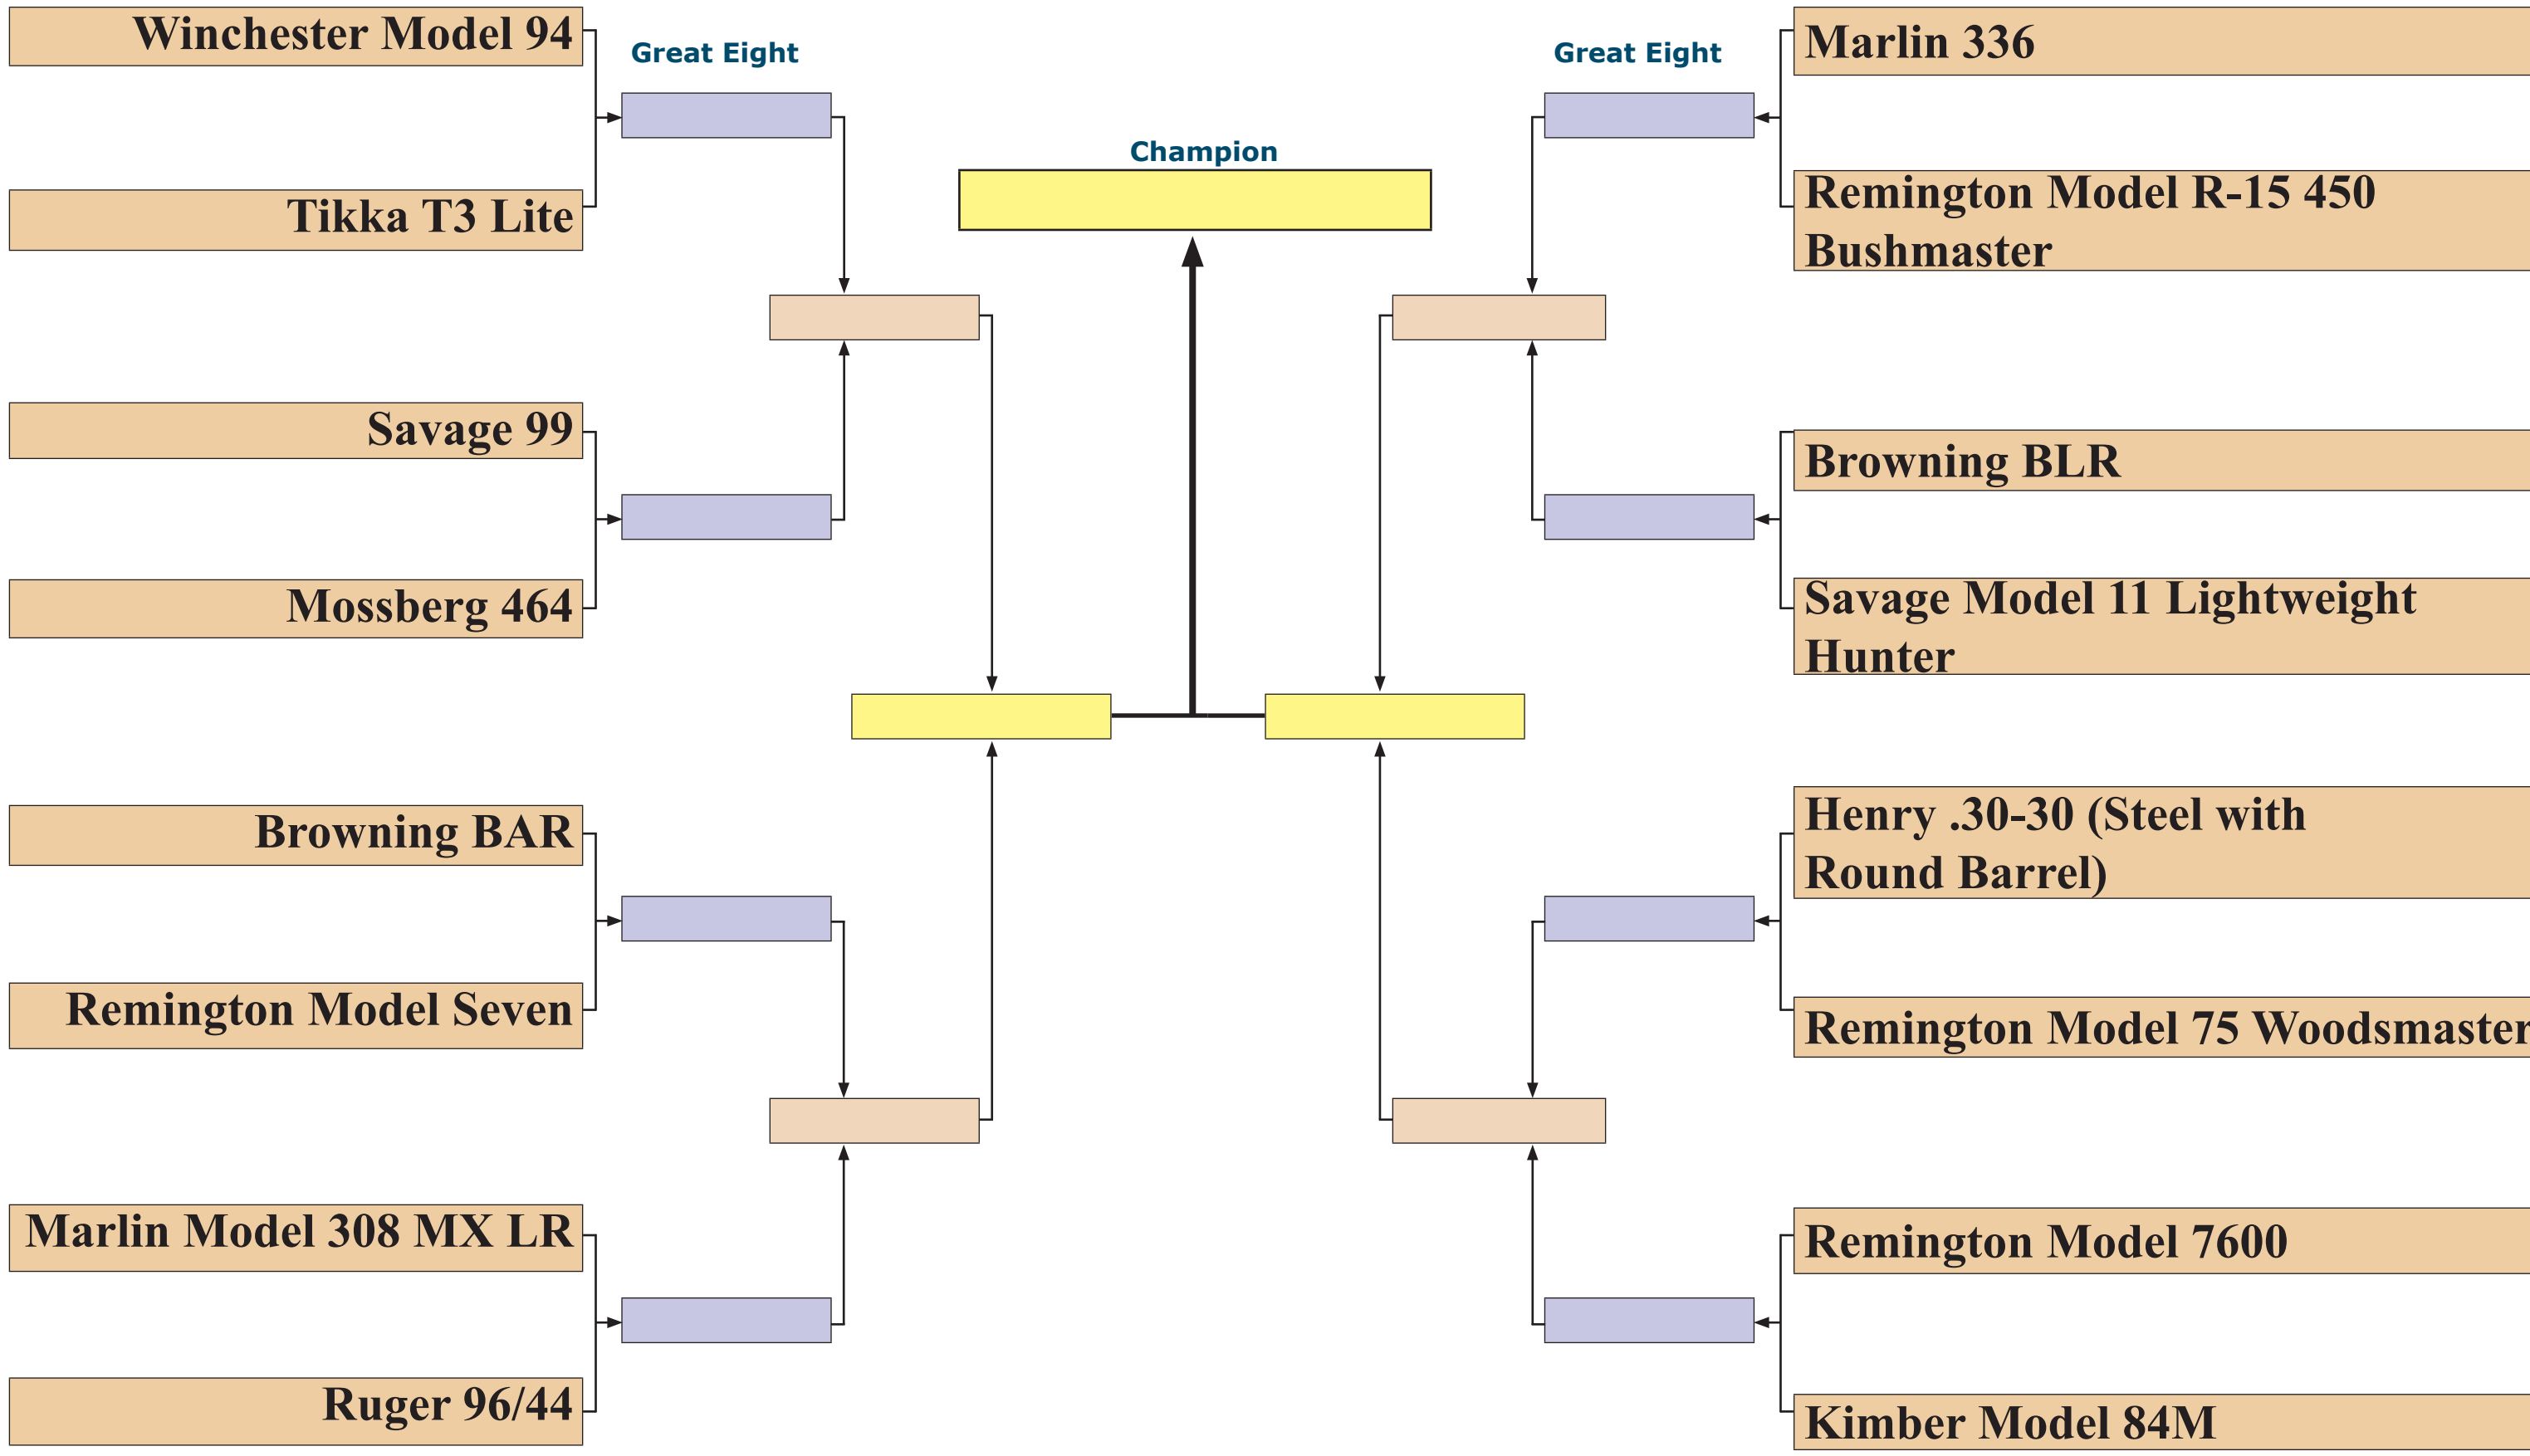 Winchester Model 94
Great Eight
Tikka T3 Lite
Savage 99
Mossberg 464
Browning BAR
Remington Model Seven
Marlin Model 308 MX LR
Ruger 96/44
Champion
Great Eight
Marlin 336
Remington Model R-15 450
Bushmaster
Browning BLR
Savage Model 11 Lightweight
Hunter
Henry .30-30 (Steel with
Round Barrel)
Remington Model 75 Woodsmaster
Remington Model 7600
Kimber Model 84M